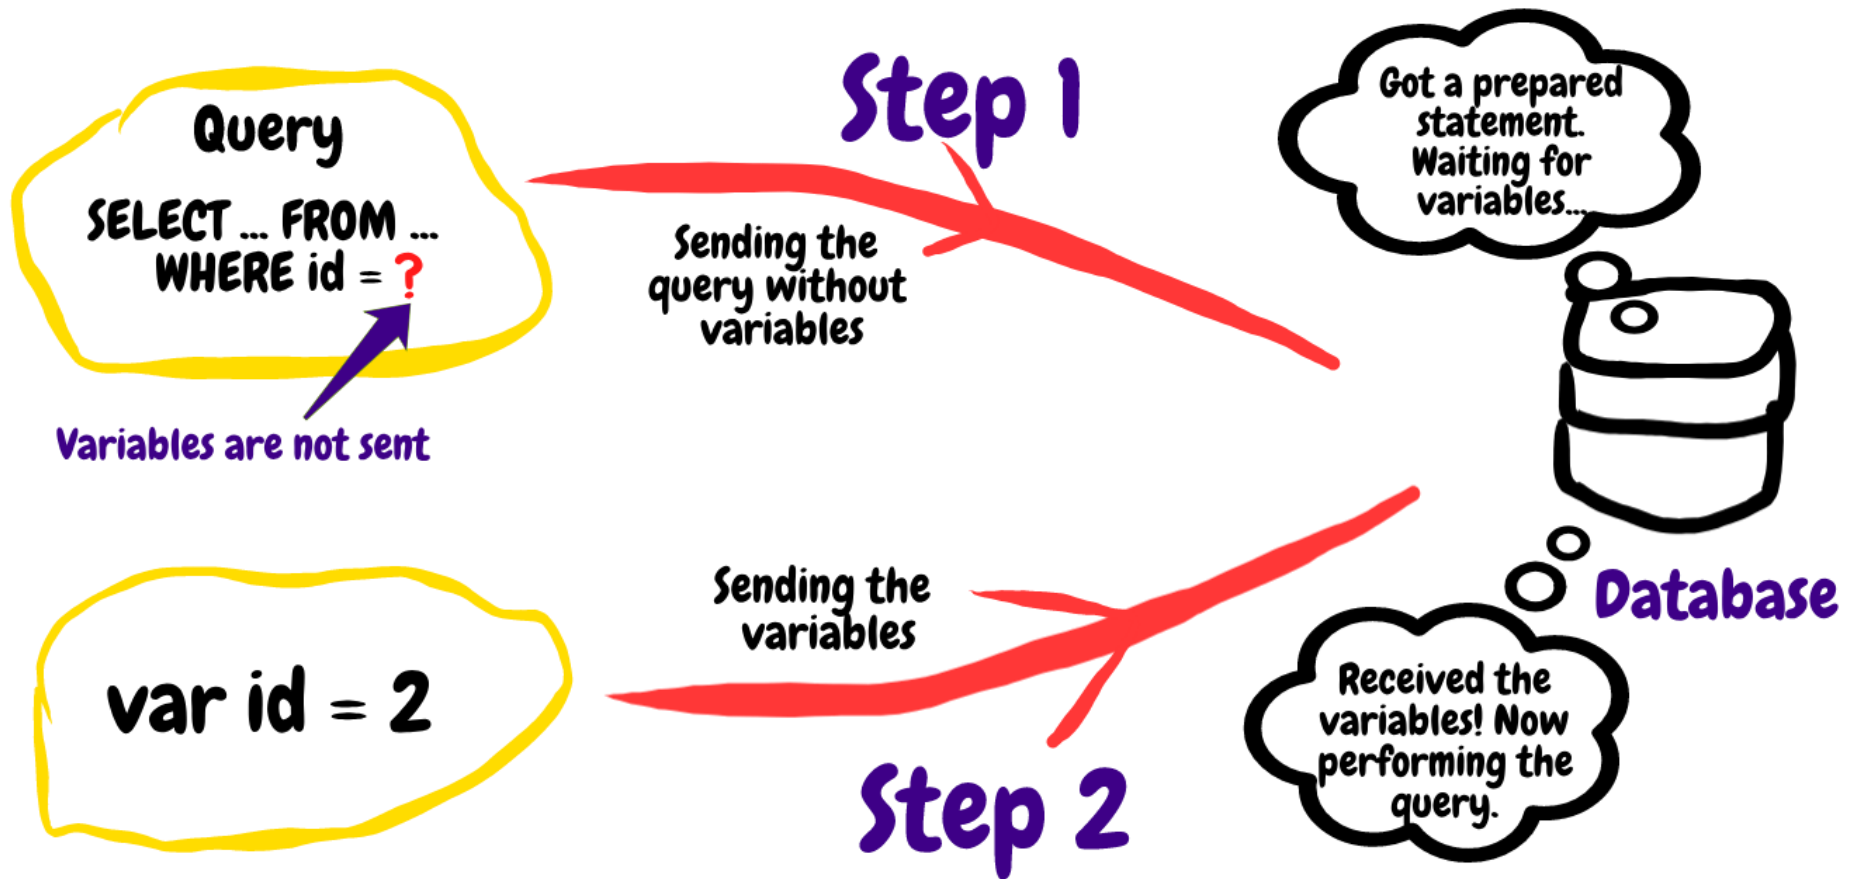 Query
SELECT ... FROM ...
WHERE id = ?
Variables are not sent
Step 1
Sending the
query without
variables
Got a prepared
statement.
Waiting for
variables...
var id = 2
Sending the
variables
Step 2
Database
Received the
variables! Now
performing the
query.